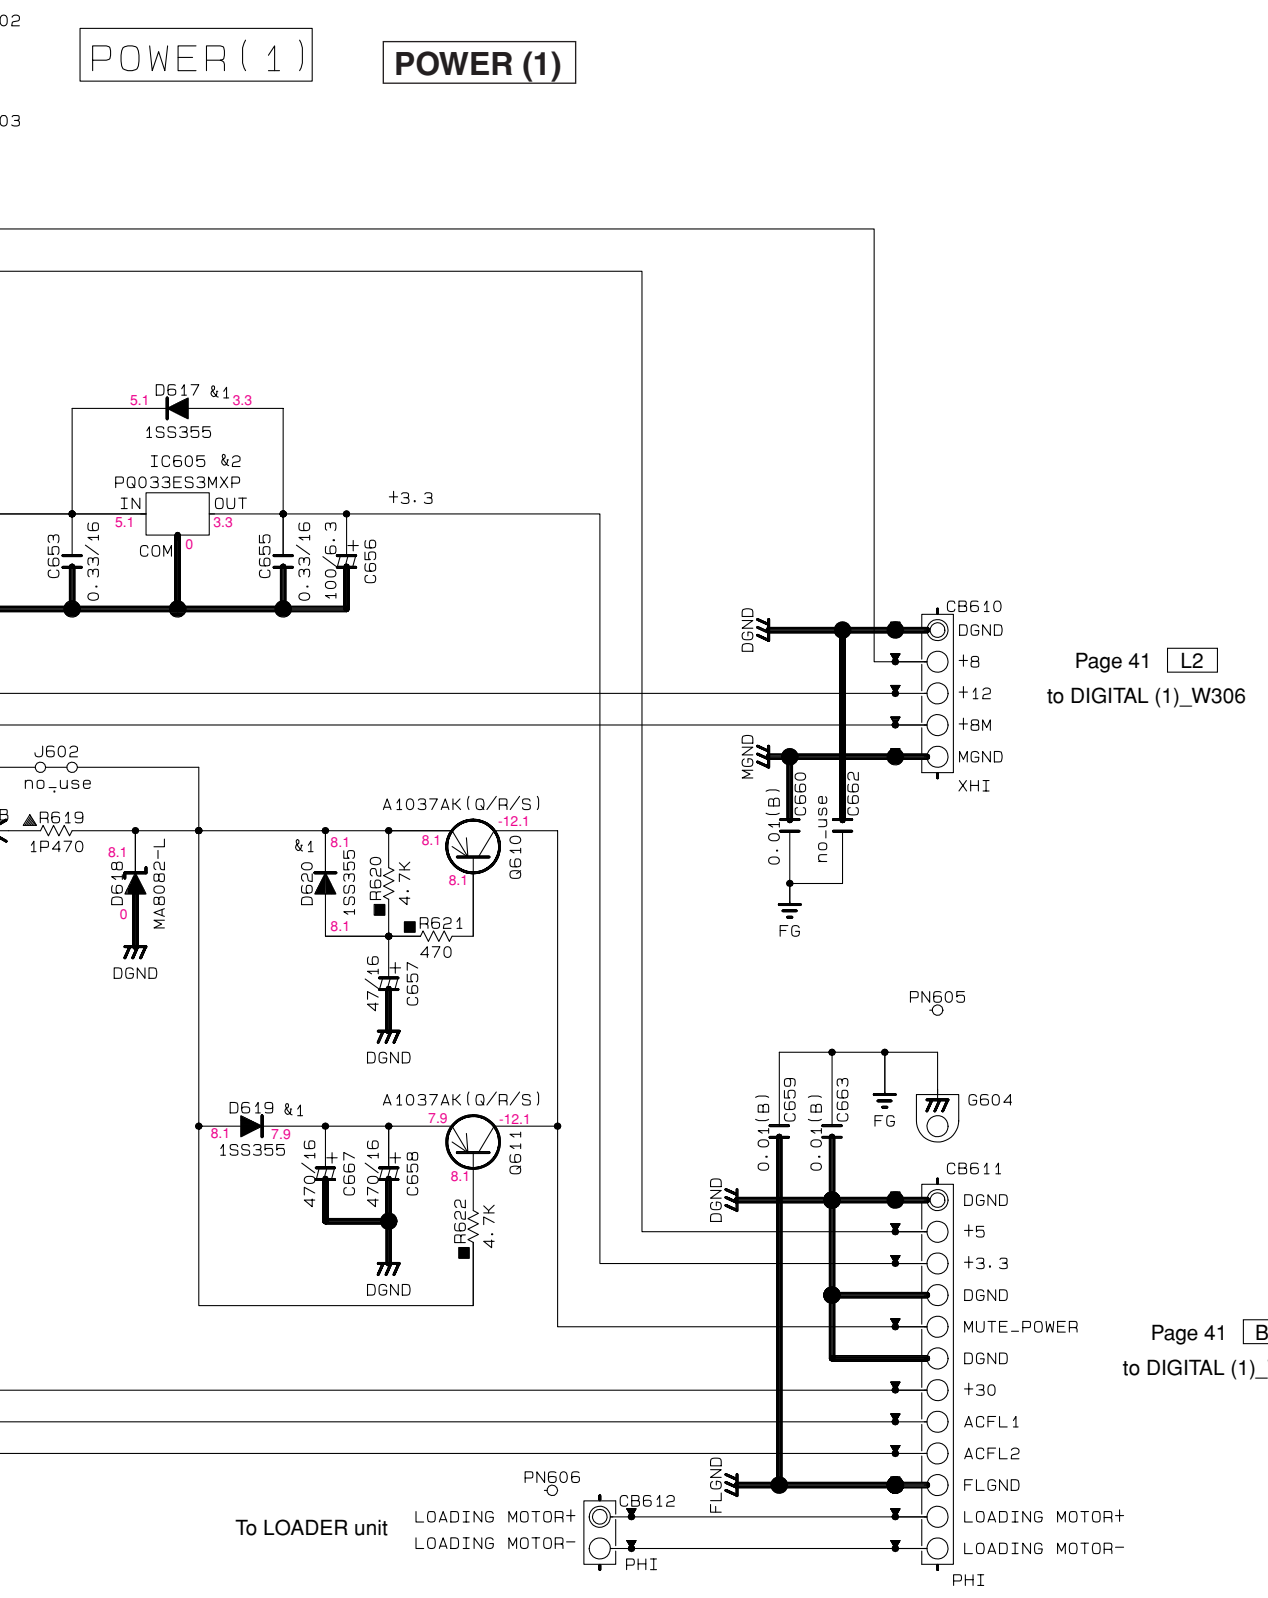 02
POWER(1)
POWER (1)
03
D617 &1
5.1
3.3
1SS355
IC605 &2
PQ033ES3MXP
IN
OUT
5.1
3.3
COM
0
+3.3
C653
0.33/16
C655
0.33/16
100/6.3
+
C656
CB610
DGND
DGND
+8
+12
+8M
MGND
MGND
XHI
Page 41 L2
to DIGITAL (1)_W306
0.01(B)
C660
no_use
C662
FG
J602
no_use
B
R619
1P470
8.1
D618
0
MA8082-L
DGND
A1037AK(Q/R/S)
-12.1
8.1
8.1
Q610
&1
8.1
D620
1SS355
8.1
R620
4.7K
R621
470
47/16
+
C657
DGND
PN605
D619 &1
8.1
7.9
1SS355
A1037AK(Q/R/S)
7.9
-12.1
8.1
Q611
470/16
+
C667
470/16
+
C658
DGND
R622
4.7K
0.01(B)
C659
0.01(B)
C663
FG
G604
CB611
DGND
DGND
+5
+3.3
DGND
MUTE_POWER
DGND
+30
ACFL1
ACFL2
FLGND
FLGND
LOADING MOTOR+
LOADING MOTOR-
PHI
Page 41 B
to DIGITAL (1)_
PN606
CB612
To LOADER unit
LOADING MOTOR+
LOADING MOTOR-
PHI